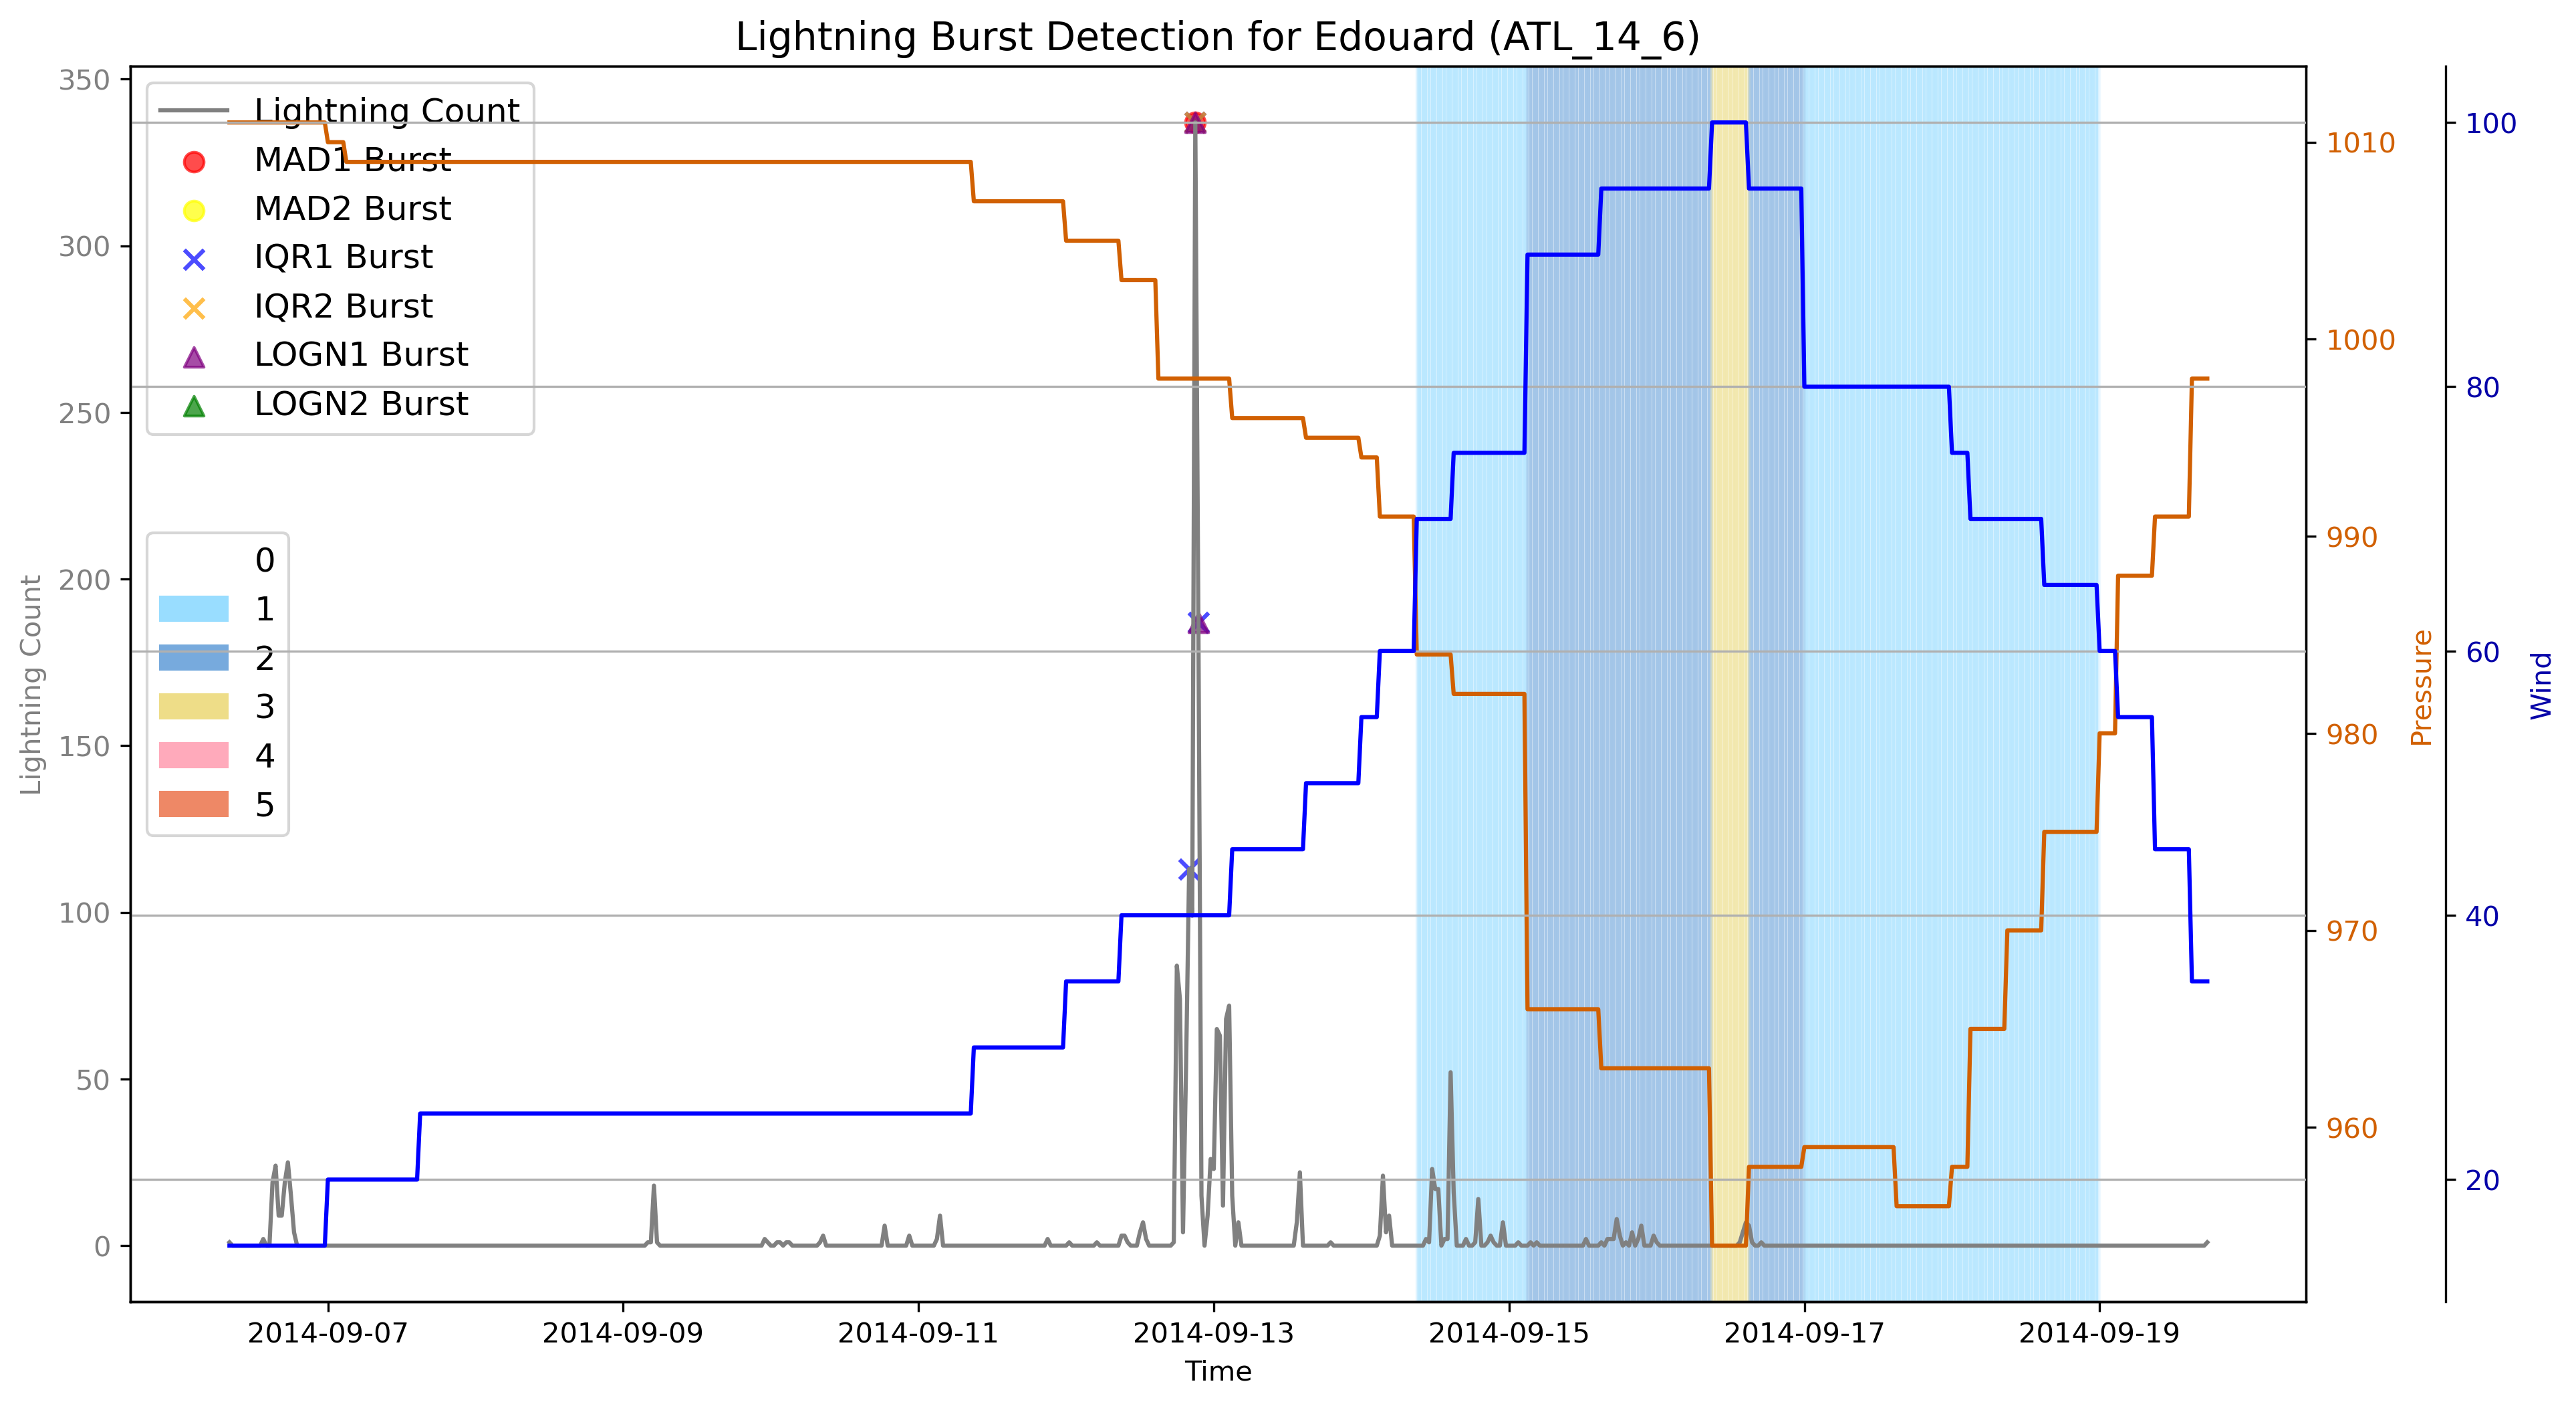 Lightning Burst Detection for Edouard (ATL_14_6)
Lightning Count
MAD1 Burst
MAD2 Burst
IQR1 Burst
IQR2 Burst
LOGN1 Burst
LOGN2 Burst
0
1
2
3
4
5
350
300
250
200
150
100
50
0
Lightning Count
1010
1000
990
980
970
960
Pressure
100
80
60
40
20
Wind
2014-09-07 2014-09-09 2014-09-11 2014-09-13 2014-09-15 2014-09-17 2014-09-19
Time